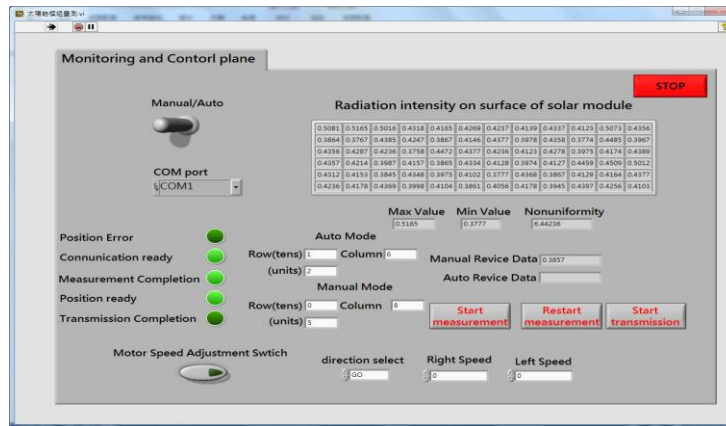 太陽能模組量測.vi
Monitoring and Contorl plane
STOP
Manual/Auto
Radiation intensity on surface of solar module
0.5081 0.5165 0.5016 0.4318 0.4165 0.4269 0.4237 0.4139 0.4337 0.4123 0.5073 0.4356
0.3864 0.3767 0.4385 0.4247 0.3867 0.4146 0.4377 0.3978 0.4358 0.3774 0.4485 0.3967
0.4356 0.4287 0.4236 0.3758 0.4472 0.4377 0.4236 0.4123 0.4278 0.3975 0.4174 0.4389
0.4357 0.4214 0.3987 0.4157 0.3865 0.4334 0.4128 0.3974 0.4127 0.4459 0.4509 0.5012
0.4312 0.4153 0.3845 0.4348 0.3975 0.4102 0.3777 0.4368 0.3867 0.4129 0.4164 0.4377
0.4236 0.4178 0.4369 0.3998 0.4104 0.3861 0.4056 0.4178 0.3945 0.4397 0.4256 0.4103
COM port
COM1
Max Value Min Value Nonuniformity
0.5165 0.3777 6.44236
Position Error
Connunication ready
Measurement Completion
Position ready
Transmission Completion
Auto Mode
Row(tens) 1 Column 6
(units) 2
Manual Mode
Row(tens) 0 Column 8
(units) 5
Manual Revice Data 0.3857
Auto Revice Data
Start measurement
Restart measurement
Start transmission
Motor Speed Adjustment Swtich
direction select Right Speed Left Speed
GO 0 0